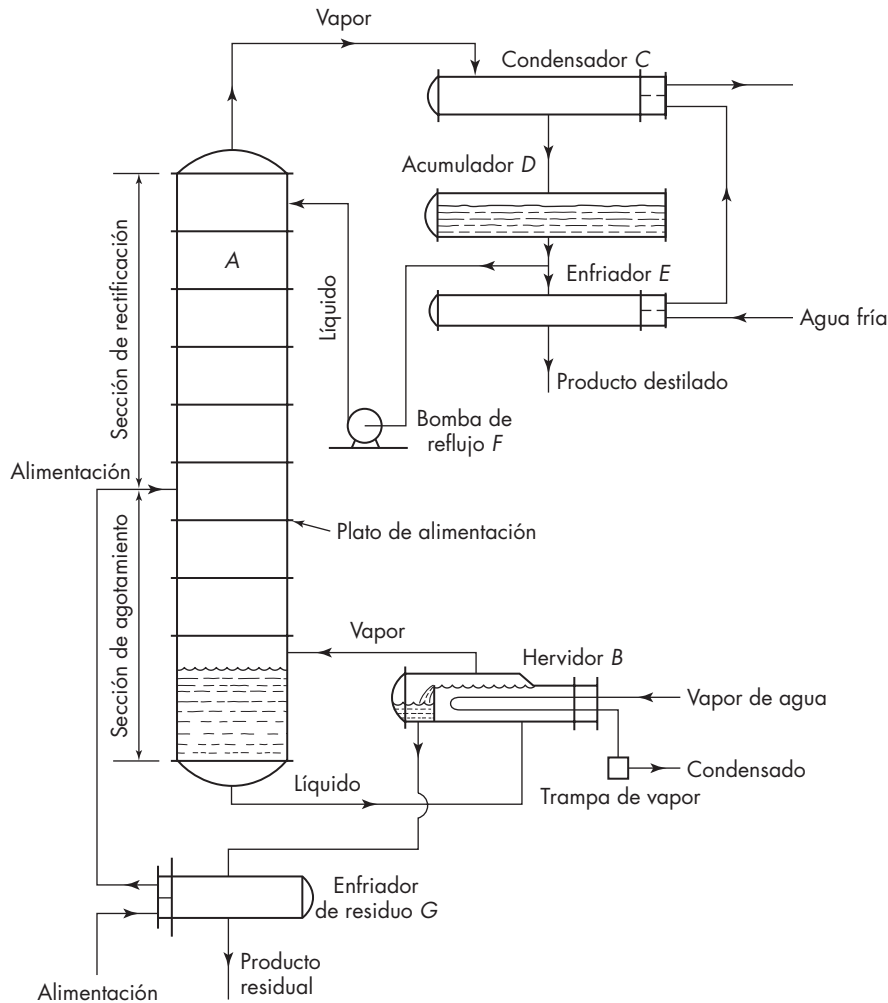 Vapor
Condensador C
Acumulador D
Sección de rectificación
A
Líquido
Enfriador E
Agua fría
Producto destilado
Bomba de
reflujo F
Alimentación
Plato de alimentación
Sección de agotamiento
Vapor
Hervidor B
Vapor de agua
Condensado
Líquido
Trampa de vapor
Enfriador
de residuo G
Producto
residual
Alimentación